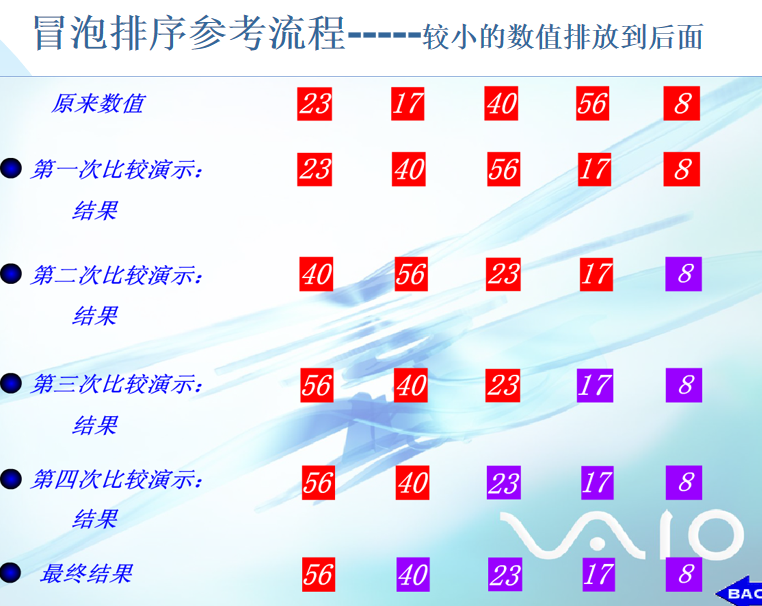 冒泡排序参考流程-----较小的数值排放到后面
原来数值 23 17 40 56 8
第一次比较演示: 23 40 56 17 8
结果
第二次比较演示: 40 56 23 17 8
结果
第三次比较演示: 56 40 23 17 8
结果
第四次比较演示: 56 40 23 17 8
结果
VAIO
最终结果 56 40 23 17 8
BAC